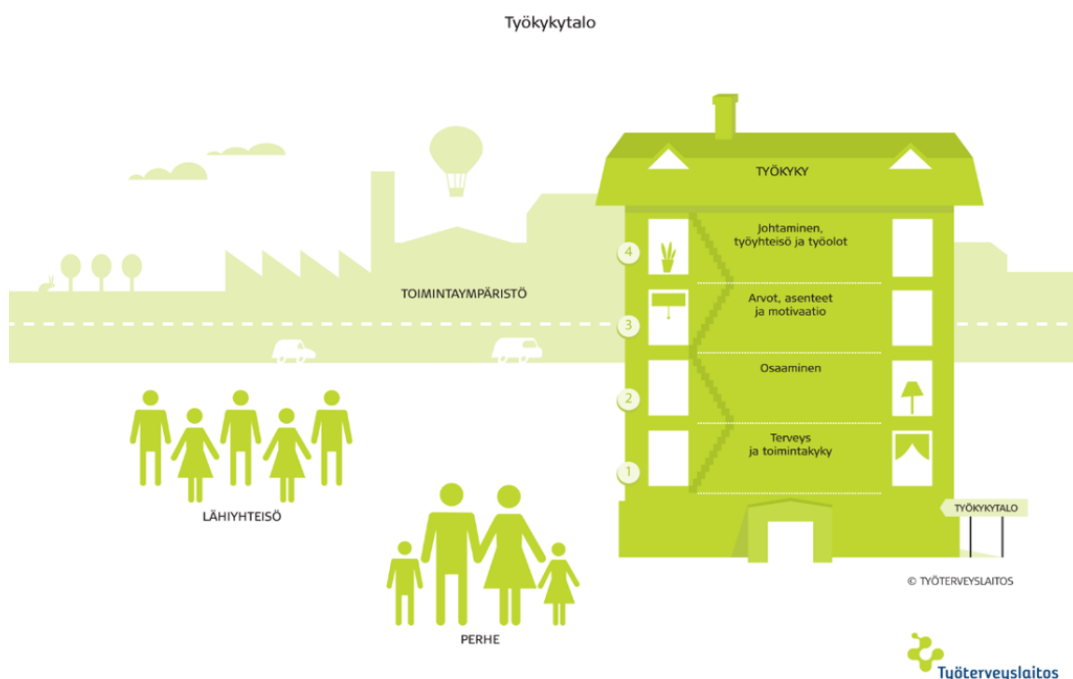 Työkykytalo
TYÖKYKY
4
Johtaminen,
työyhteisö ja työolot
3
Arvot, asenteet
ja motivaatio
2
Osaaminen
1
Terveys
ja toimintakyky
TOIMINTAYMPÄRISTÖ
LÄHIYHTEISÖ
PERHE
TYÖKYKYTALO
© TYÖTERVEYSLAITOS
Työterveyslaitos